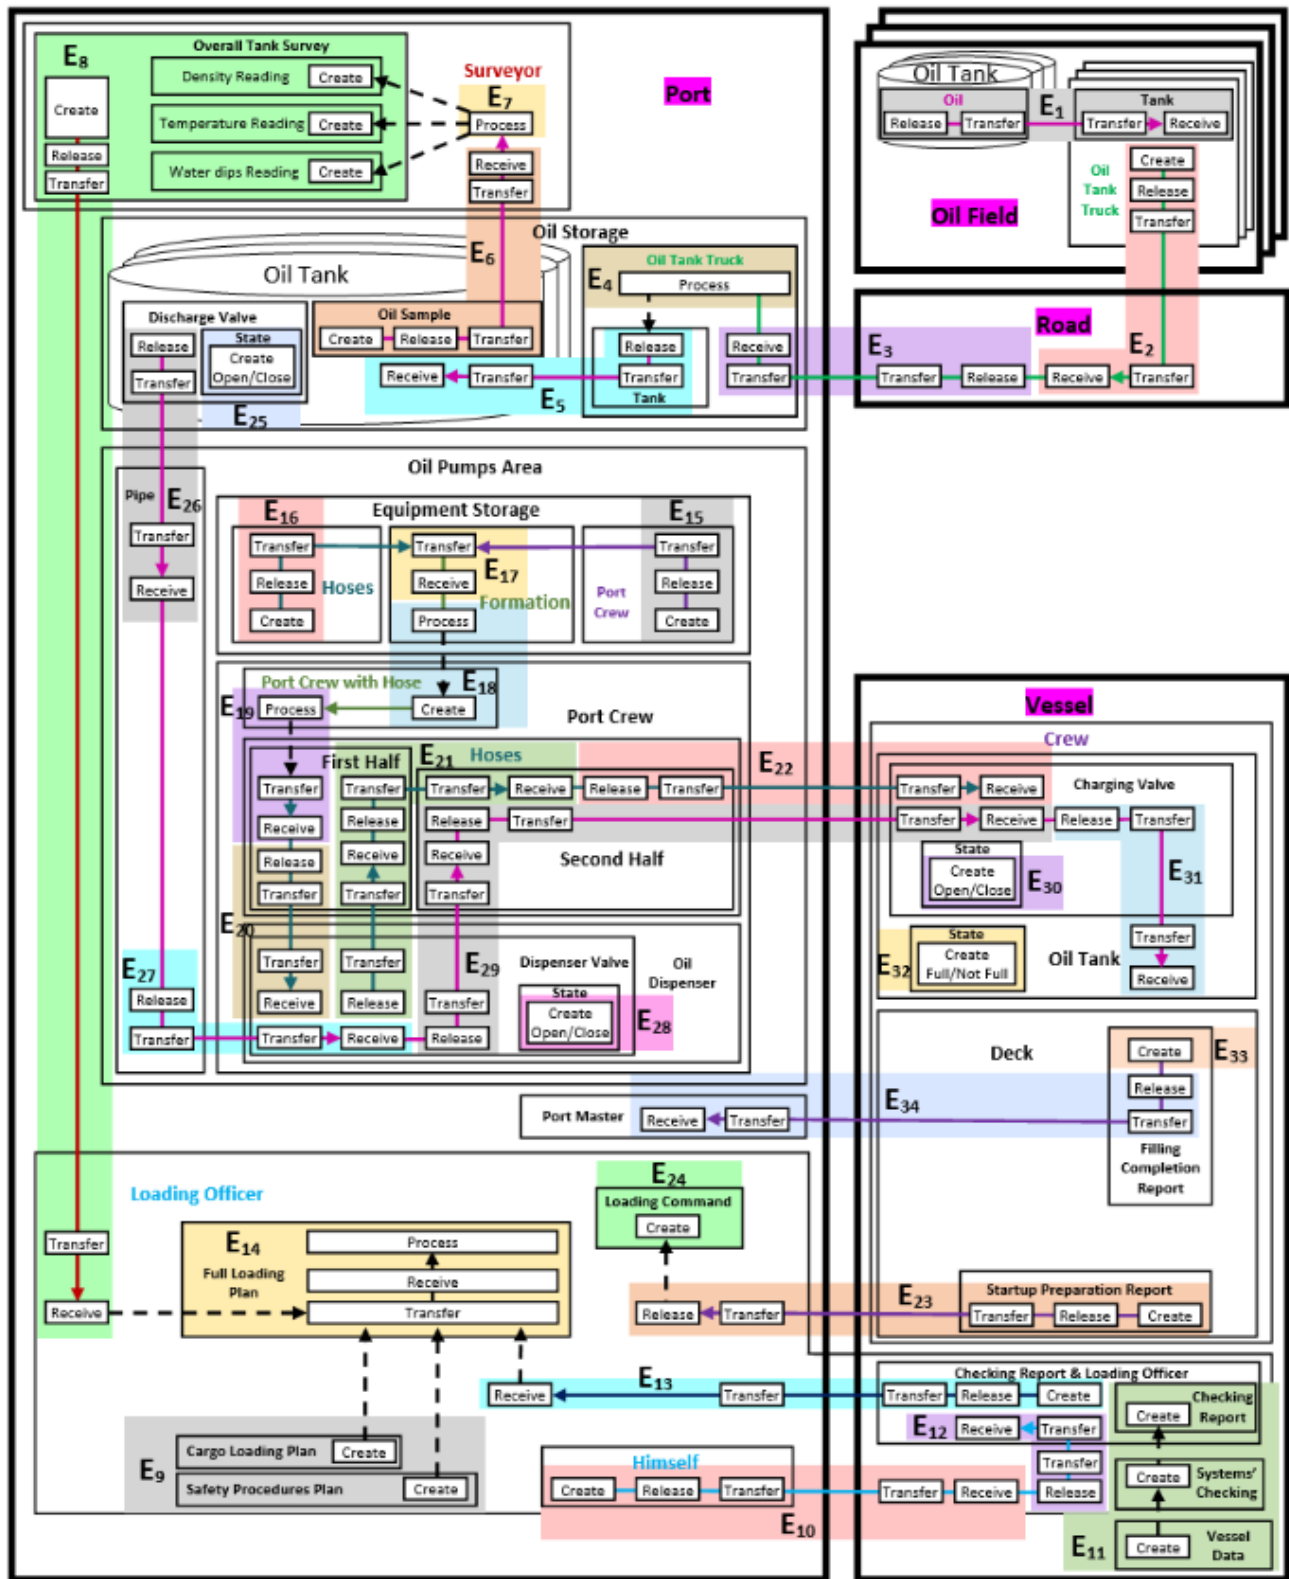 E8
Overall Tank Survey
Density Reading
Create
Create
Temperature Reading
Create
Release
Water dips Reading
Create
Transfer
Surveyor
E7
Process
Receive
Transfer
Port
Oil Tank
Oil
Release
Transfer
E1
Tank
Transfer
Receive
Create
Release
Transfer
Oil
Tank
Truck
Oil Field
Oil Storage
E6
Oil Tank
Discharge Valve
Release
Transfer
State
Create
Open/Close
E25
Oil Sample
Create
Release
Transfer
Receive
Transfer
E5
Oil Tank Truck
E4
Process
Release
Transfer
Tank
Receive
Transfer
E3
Road
E2
Transfer
Release
Receive
Transfer
Oil Pumps Area
Pipe
E26
Transfer
Receive
Equipment Storage
E16
Transfer
Release
Create
Hoses
Transfer
Receive
E17
Formation
Process
E15
Transfer
Release
Create
Port
Crew
Port Crew with Hose
E18
E19
Process
Create
Port Crew
First Half
E21
Hoses
E22
Transfer
Receive
Release
Transfer
E20
Transfer
Release
Receive
Transfer
Transfer
Receive
Release
Transfer
Release
Transfer
Receive
Transfer
Second Half
Transfer
Receive
Transfer
Release
E29
Dispenser Valve
Oil
Dispenser
State
Create
Open/Close
E28
Transfer
Release
E27
Release
Transfer
Transfer
Receive
Vessel
Crew
Charging Valve
Transfer
Receive
Transfer
Receive
Release
Transfer
State
Create
Open/Close
E30
E31
E32
State
Create
Full/Not Full
Oil Tank
Transfer
Receive
Deck
Create
E33
Release
Transfer
Filling
Completion
Report
E34
Port Master
Receive
Transfer
Loading Officer
E24
Loading Command
Create
Transfer
Receive
E14
Full Loading
Plan
Process
Receive
Transfer
Release
Transfer
E23
Startup Preparation Report
Transfer
Release
Create
Receive
E13
Transfer
Checking Report & Loading Officer
Transfer
Release
Create
E12
Receive
Transfer
Transfer
Release
Checking
Report
Create
Systems'
Checking
Create
Vessel
Data
Create
E11
E9
Cargo Loading Plan
Create
Safety Procedures Plan
Create
Himself
Create
Release
Transfer
Transfer
Receive
E10